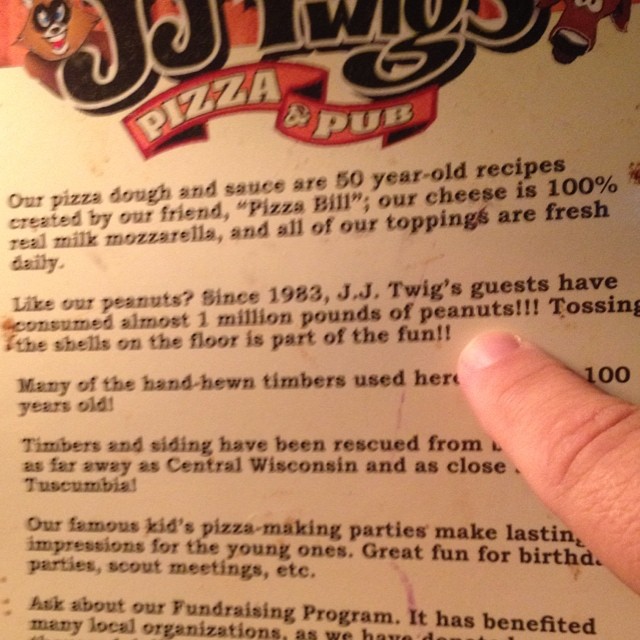 JJ Twigs
PIZZA & PUB
Our pizza dough and sauce are 50 year-old recipes
created by our friend, "Pizza Bill"; our cheese is 100%
real milk mozzarella, and all of our toppings are fresh
daily.
Like our peanuts? Since 1983, J.J. Twig's guests have
consumed almost 1 million pounds of peanuts!!! Tossing
the shells on the floor is part of the fun!!
Many of the hand-hewn timbers used here 100
years old!
Timbers and siding have been rescued from
as far away as Central Wisconsin and as close
Tuscumbia!
Our famous kid's pizza-making parties make lasting
impressions for the young ones. Great fun for
parties, scout meetings, etc.
Ask about our Fundraising Program. It has benefited
many local organizations, as we have